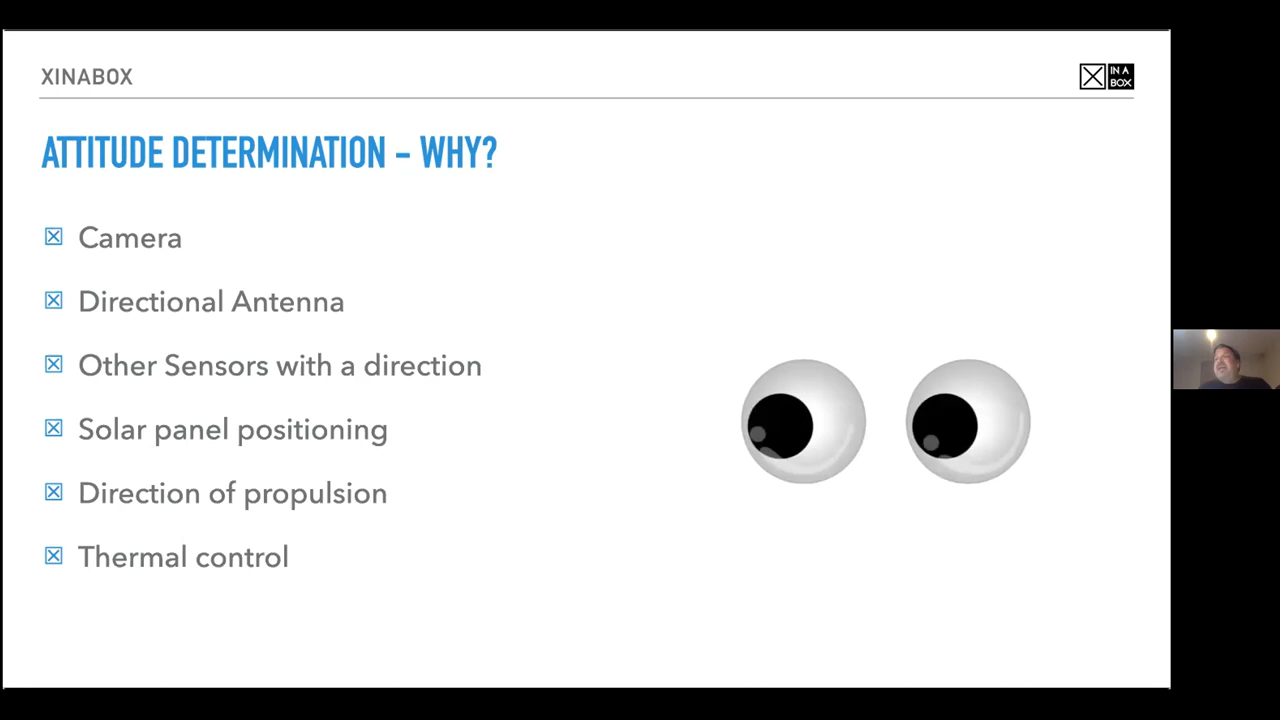 XINABOX
IN A
BOX
ATTITUDE DETERMINATION – WHY?
Camera
Directional Antenna
Other Sensors with a direction
Solar panel positioning
Direction of propulsion
Thermal control